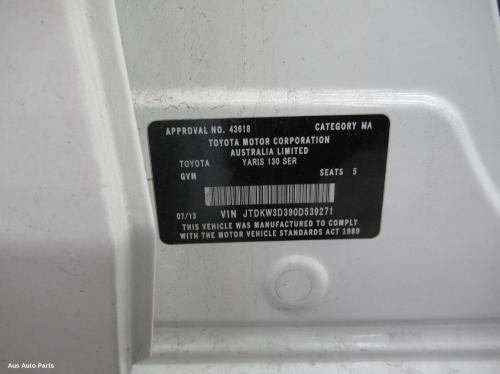 APPROVAL NO. 43618 CATEGORY MA
TOYOTA MOTOR CORPORATION
AUSTRALIA LIMITED
TOYOTA YARIS 130 SER
GVM SEATS 5
07/13 VIN JTDKW3D390D539271
THIS VEHICLE WAS MANUFACTURED TO COMPLY
WITH THE MOTOR VEHICLE STANDARDS ACT 1989
Aus Auto Parts